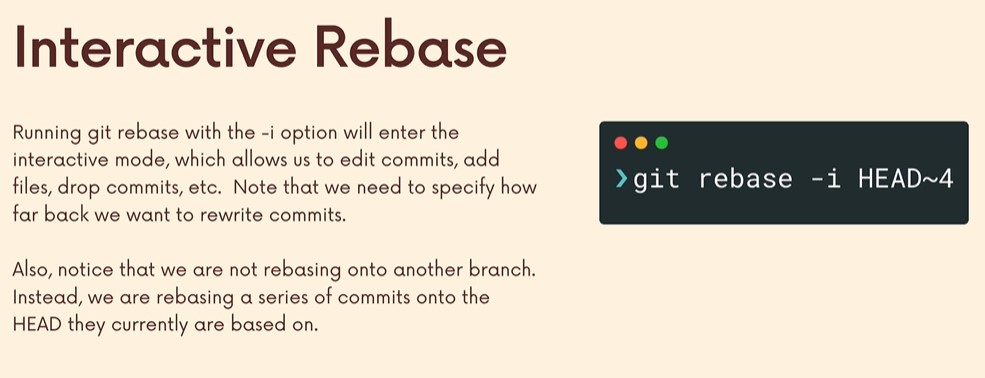 Interactive Rebase
Running git rebase with the -i option will enter the
interactive mode, which allows us to edit commits, add
files, drop commits, etc.  Note that we need to specify how
far back we want to rewrite commits.
Also, notice that we are not rebasing onto another branch.
Instead, we are rebasing a series of commits onto the
HEAD they currently are based on.
❯git rebase -i HEAD~4